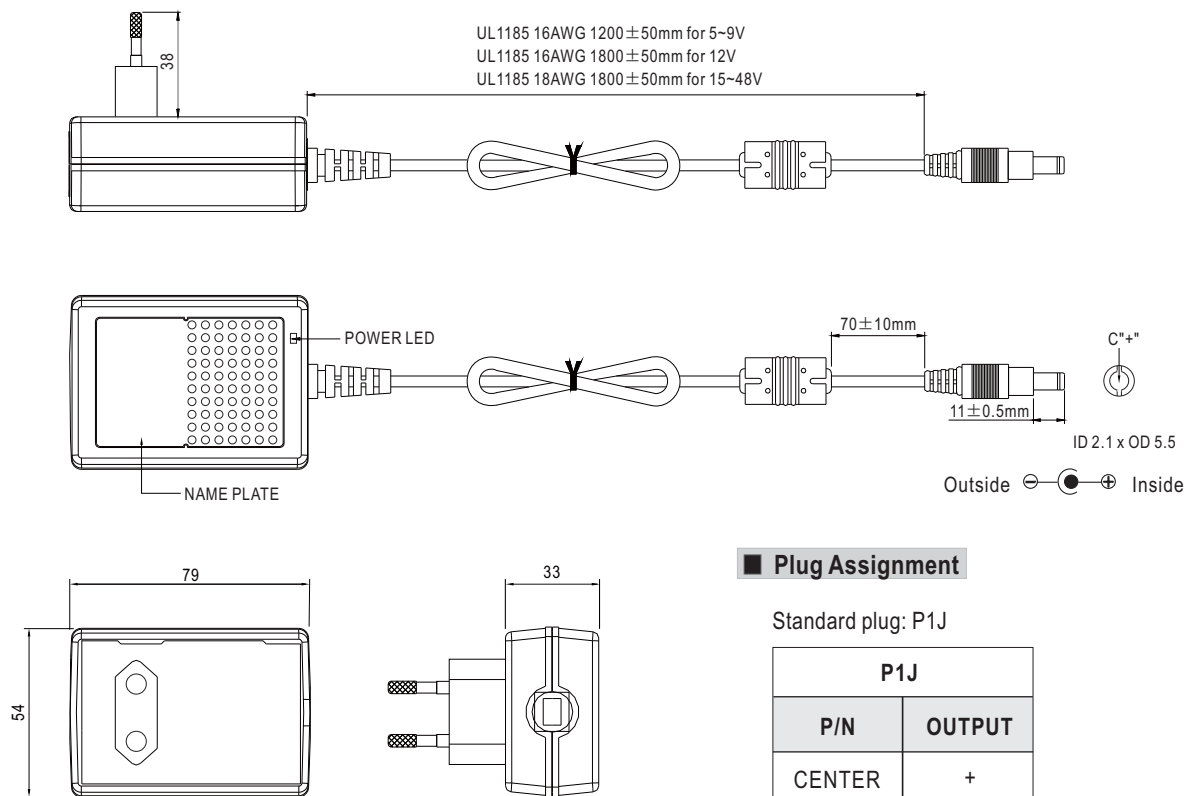 38
UL1185 16AWG 1200±50mm for 5~9V
UL1185 16AWG 1800±50mm for 12V
UL1185 18AWG 1800±50mm for 15~48V
POWER LED
NAME PLATE
70±10mm
11±0.5mm
C"+"
ID 2.1 x OD 5.5
Outside Inside
79
54
33
■ Plug Assignment
Standard plug: P1J
P1J
P/N OUTPUT
CENTER +